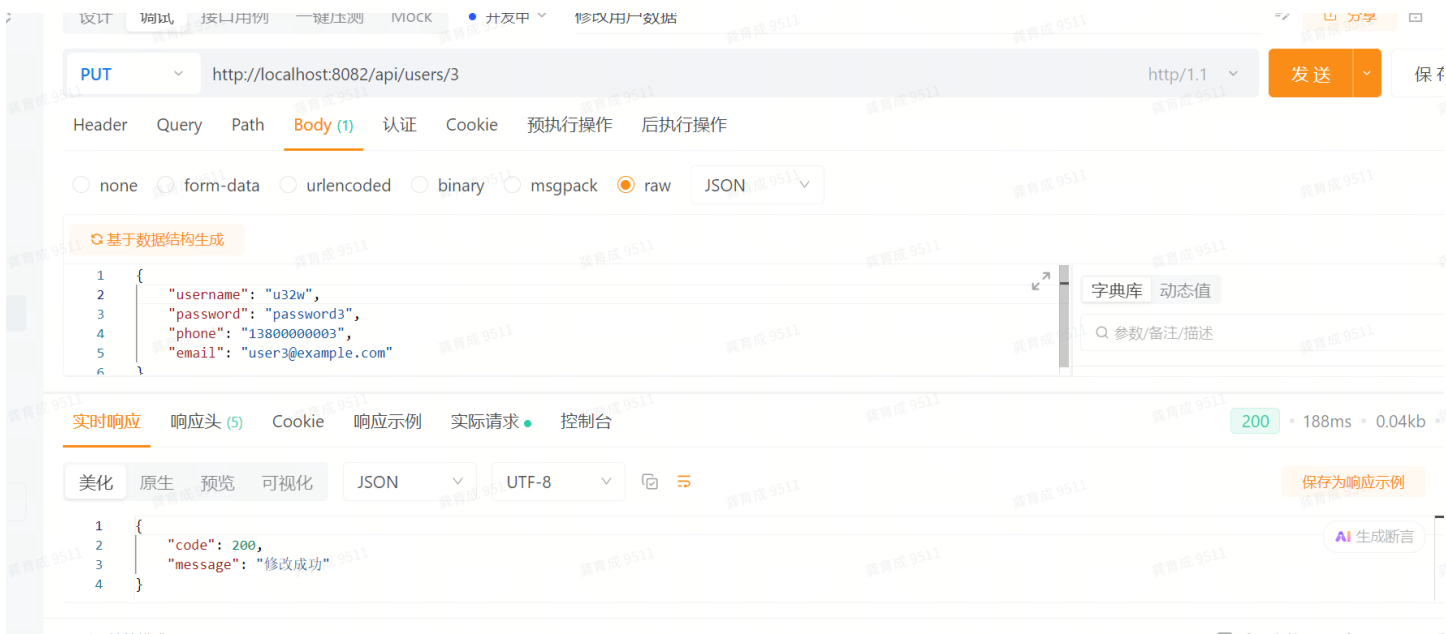 设计 调试 接口用例 一键压测 Mock 开发中 修改用户数据 分享
PUT http://localhost:8082/api/users/3 http/1.1 发送 保存
Header Query Path Body (1) 认证 Cookie 预执行操作 后执行操作
none form-data urlencoded binary msgpack raw JSON
基于数据结构生成
1 {
2 "username": "u32w",
3 "password": "password3",
4 "phone": "13800000003",
5 "email": "user3@example.com"
6 }
字典库 动态值
参数/备注/描述
实时响应 响应头 (5) Cookie 响应示例 实际请求 控制台 200 188ms 0.04kb
美化 原生 预览 可视化 JSON UTF-8 保存为响应示例
1 {
2 "code": 200,
3 "message": "修改成功"
4 }
AI 生成断言
龚育成 9511